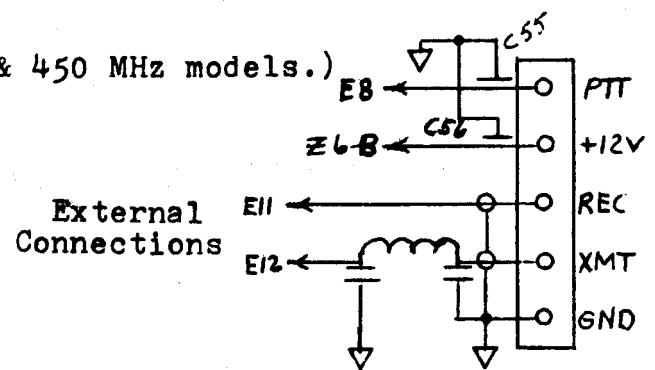 C55
& 450 MHz models.)
E8
PTT
C56
Z6-B
+12V
E11
REC
External
Connections
E12
XMT
GND